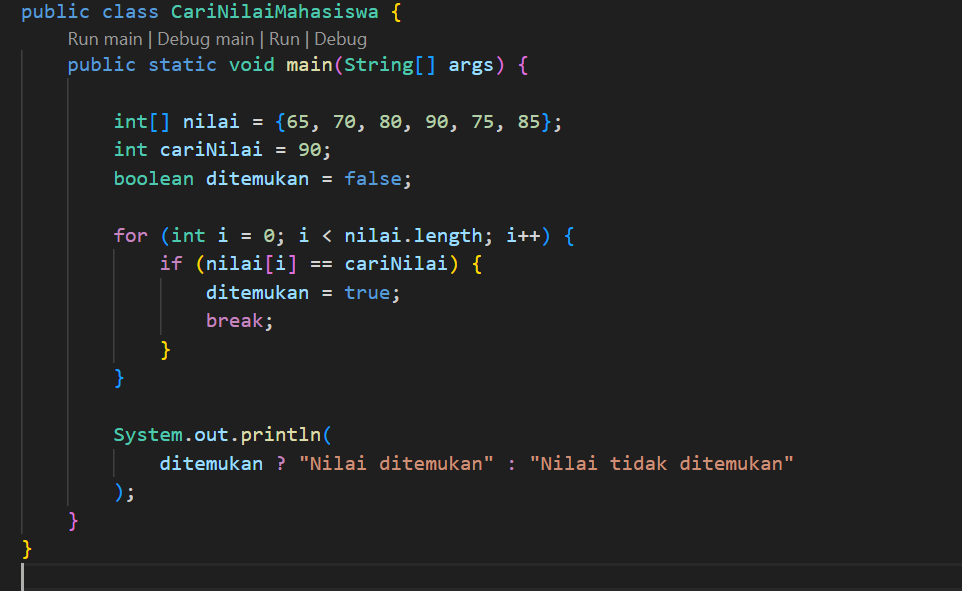 public class CariNilaiMahasiswa {
Run main | Debug main | Run | Debug
public static void main(String[] args) {
int[] nilai = {65, 70, 80, 90, 75, 85};
int cariNilai = 90;
boolean ditemukan = false;
for (int i = 0; i < nilai.length; i++) {
if (nilai[i] == cariNilai) {
ditemukan = true;
break;
}
}
System.out.println(
ditemukan ? "Nilai ditemukan" : "Nilai tidak ditemukan"
);
}
}